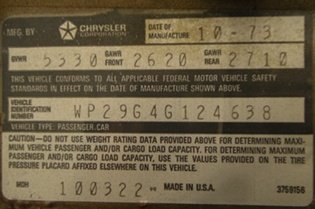 MFG. BY CHRYSLER CORPORATION DATE OF MANUFACTURE 10-73
GVWR 5330 GAWR FRONT 2620 GAWR REAR 2710
THIS VEHICLE CONFORMS TO ALL APPLICABLE FEDERAL MOTOR VEHICLE SAFETY
STANDARDS IN EFFECT ON THE DATE OF MANUFACTURE SHOWN ABOVE.
VEHICLE IDENTIFICATION NUMBER WP29G4G124638
VEHICLE TYPE: PASSENGER CAR
CAUTION—DO NOT USE WEIGHT RATING DATA PROVIDED ABOVE FOR DETERMINING MAXI-
MUM VEHICLE PASSENGER AND/OR CARGO LOAD CAPACITY. FOR DETERMINING MAXIMUM
PASSENGER AND/OR CARGO LOAD CAPACITY, USE THE VALUES PROVIDED ON THE
TIRE PRESSURE PLACARD AFFIXED ELSEWHERE ON THIS VEHICLE.
MDH 100322 MADE IN U.S.A. 3759156